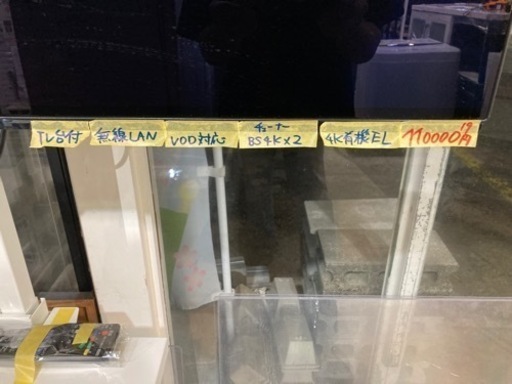 TV台付
無線LAN
VOD対応
チューナー
BS4K×2
4K有機EL
110000円
19